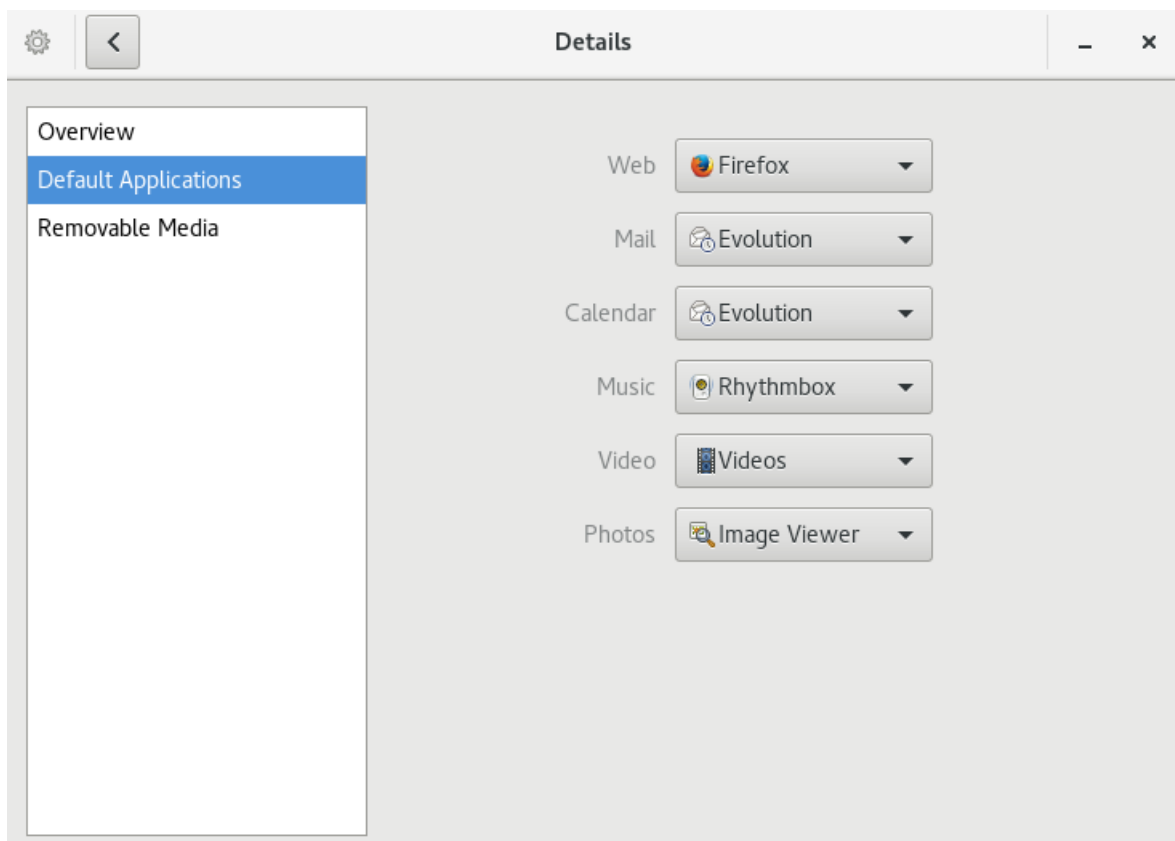 Details
Overview
Default Applications
Removable Media
Web Firefox
Mail Evolution
Calendar Evolution
Music Rhythmbox
Video Videos
Photos Image Viewer